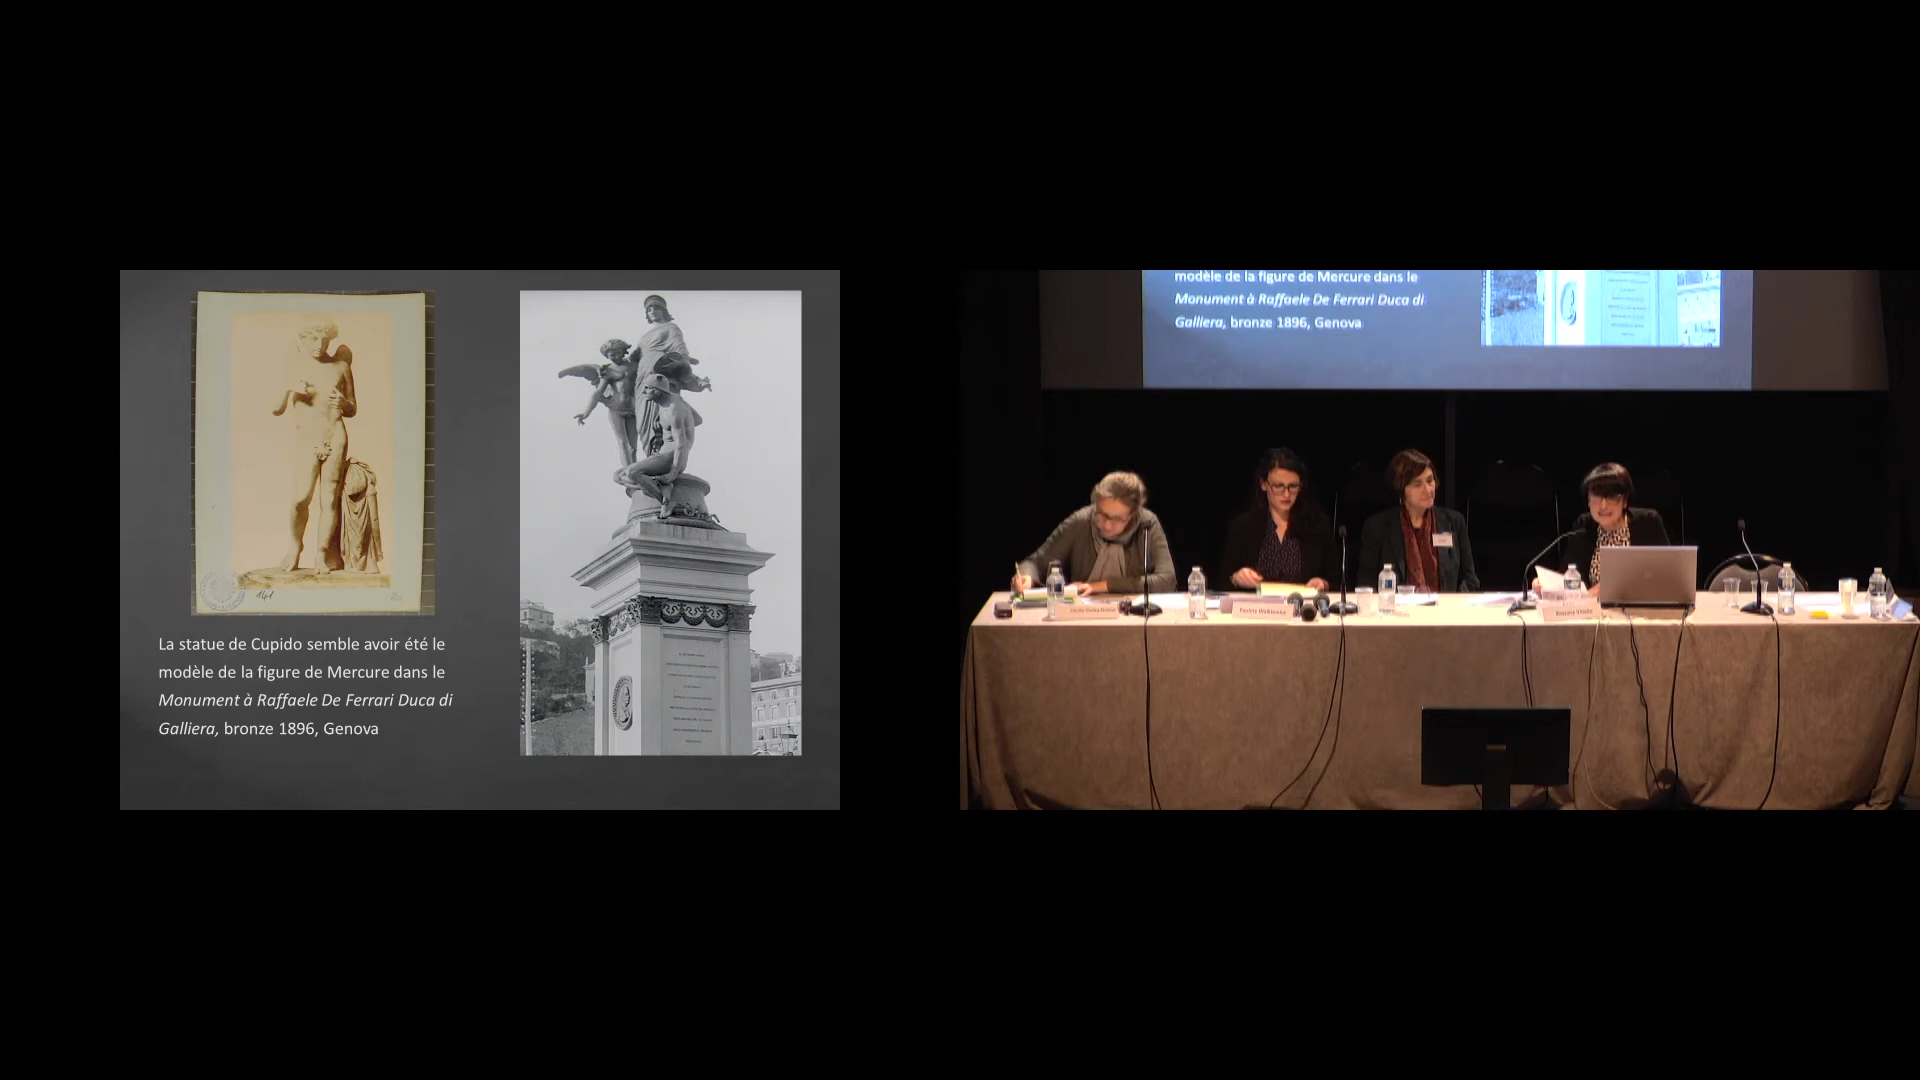 La statue de Cupido semble avoir été le
modèle de la figure de Mercure dans le
Monument à Raffaele De Ferrari Duca di
Galliera, bronze 1896, Genova
141
modèle de la figure de Mercure dans le
Monument à Raffaele De Ferrari Duca di
Galliera, bronze 1896, Genova